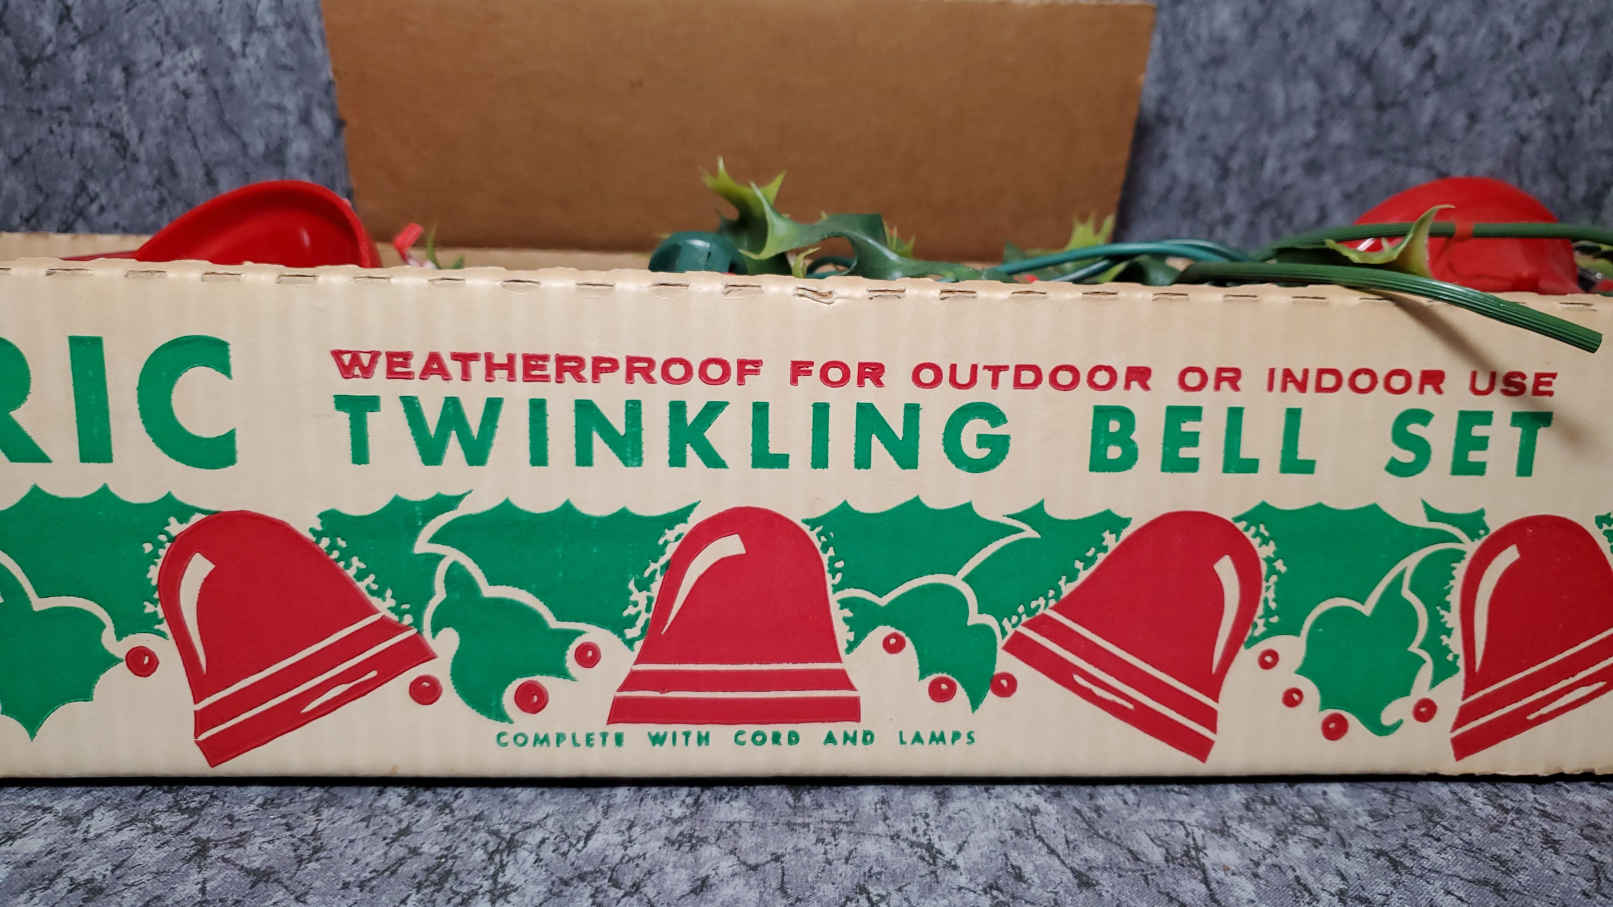 RIC
WEATHERPROOF FOR OUTDOOR OR INDOOR USE
TWINKLING BELL SET
COMPLETE WITH CORD AND LAMPS